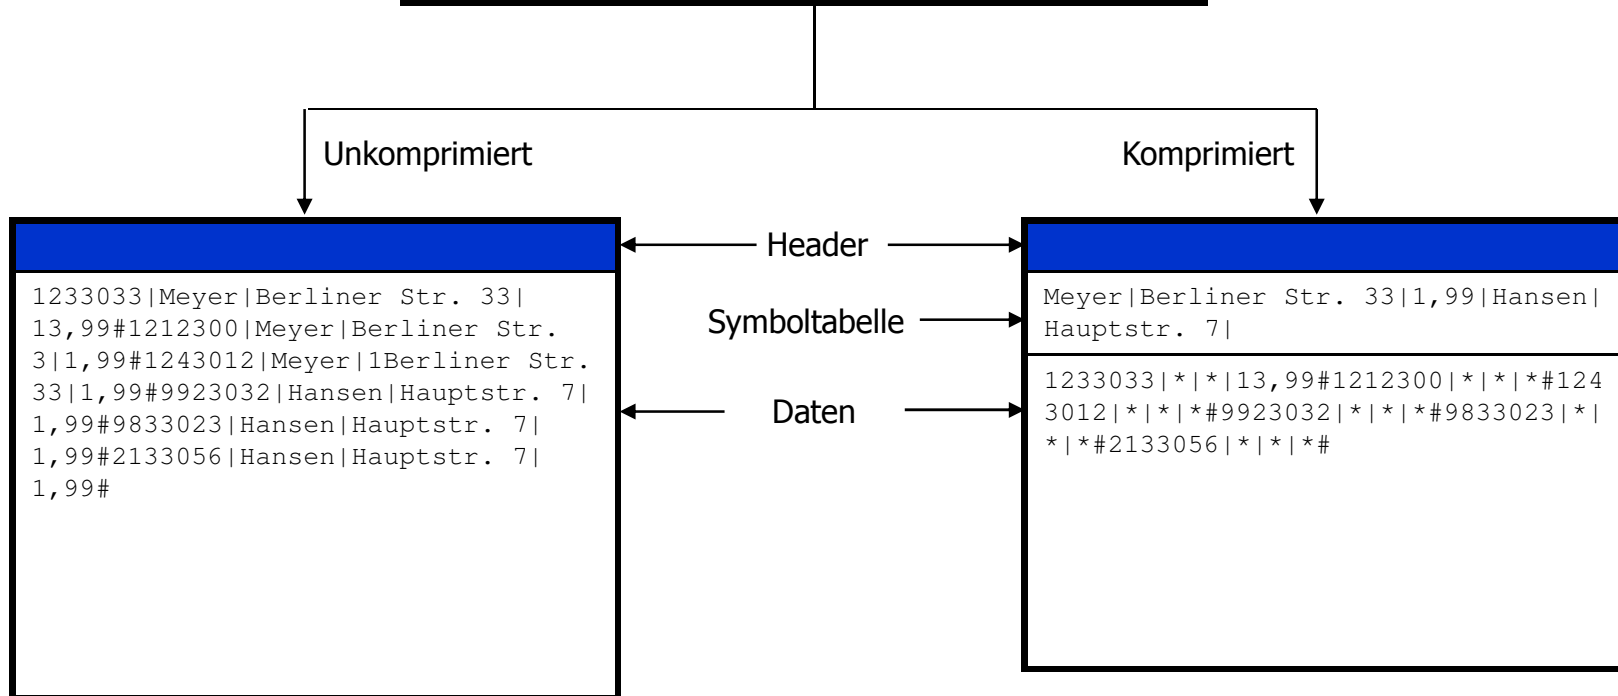 Unkomprimiert
Komprimiert
Header
Symboltabelle
Daten
1233033|Meyer|Berliner Str. 33|
13,99#1212300|Meyer|Berliner Str.
3|1,99#1243012|Meyer|1Berliner Str.
33|1,99#9923032|Hansen|Hauptstr. 7|
1,99#9833023|Hansen|Hauptstr. 7|
1,99#2133056|Hansen|Hauptstr. 7|
1,99#
Meyer|Berliner Str. 33|1,99|Hansen|
Hauptstr. 7|
1233033|*|*|13,99#1212300|*|*|*#124
3012|*|*|*#9923032|*|*|*#9833023|*|
*|*#2133056|*|*|*#